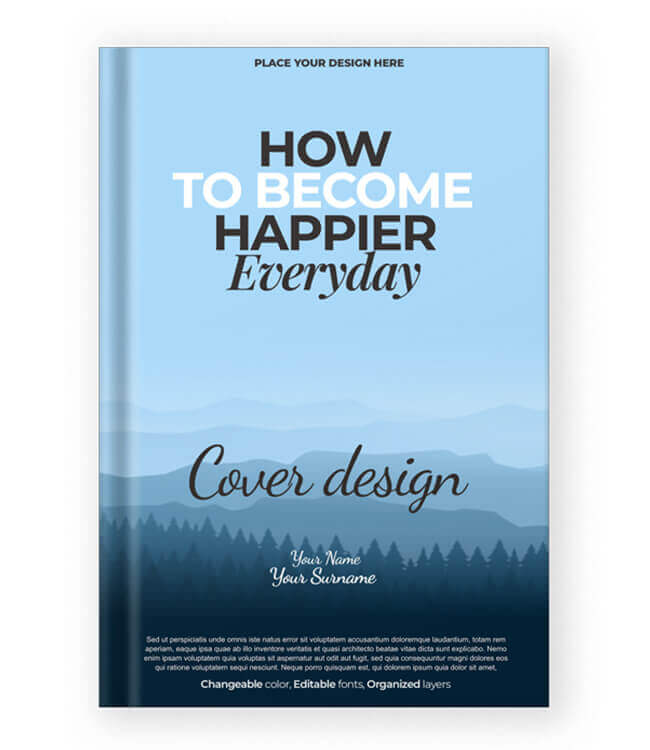 PLACE YOUR DESIGN HERE
HOW
TO BECOME
HAPPIER
Everyday
Cover design
Your Name
Your Surname
Sed ut perspiciatis unde omnis iste natus error sit voluptatem accusantium doloremque laudantium, totam rem
aperiam, eaque ipsa quae ab illo inventore veritatis et quasi architecto beatae vitae dicta sunt explicabo. Nemo
enim ipsam voluptatem quia voluptas sit aspernatur aut odit aut fugit, sed quia consequuntur magni dolores eos
qui ratione voluptatem sequi nesciunt. Neque porro quisquam est, qui dolorem ipsum quia dolor sit amet,
Changeable color, Editable fonts, Organized layers